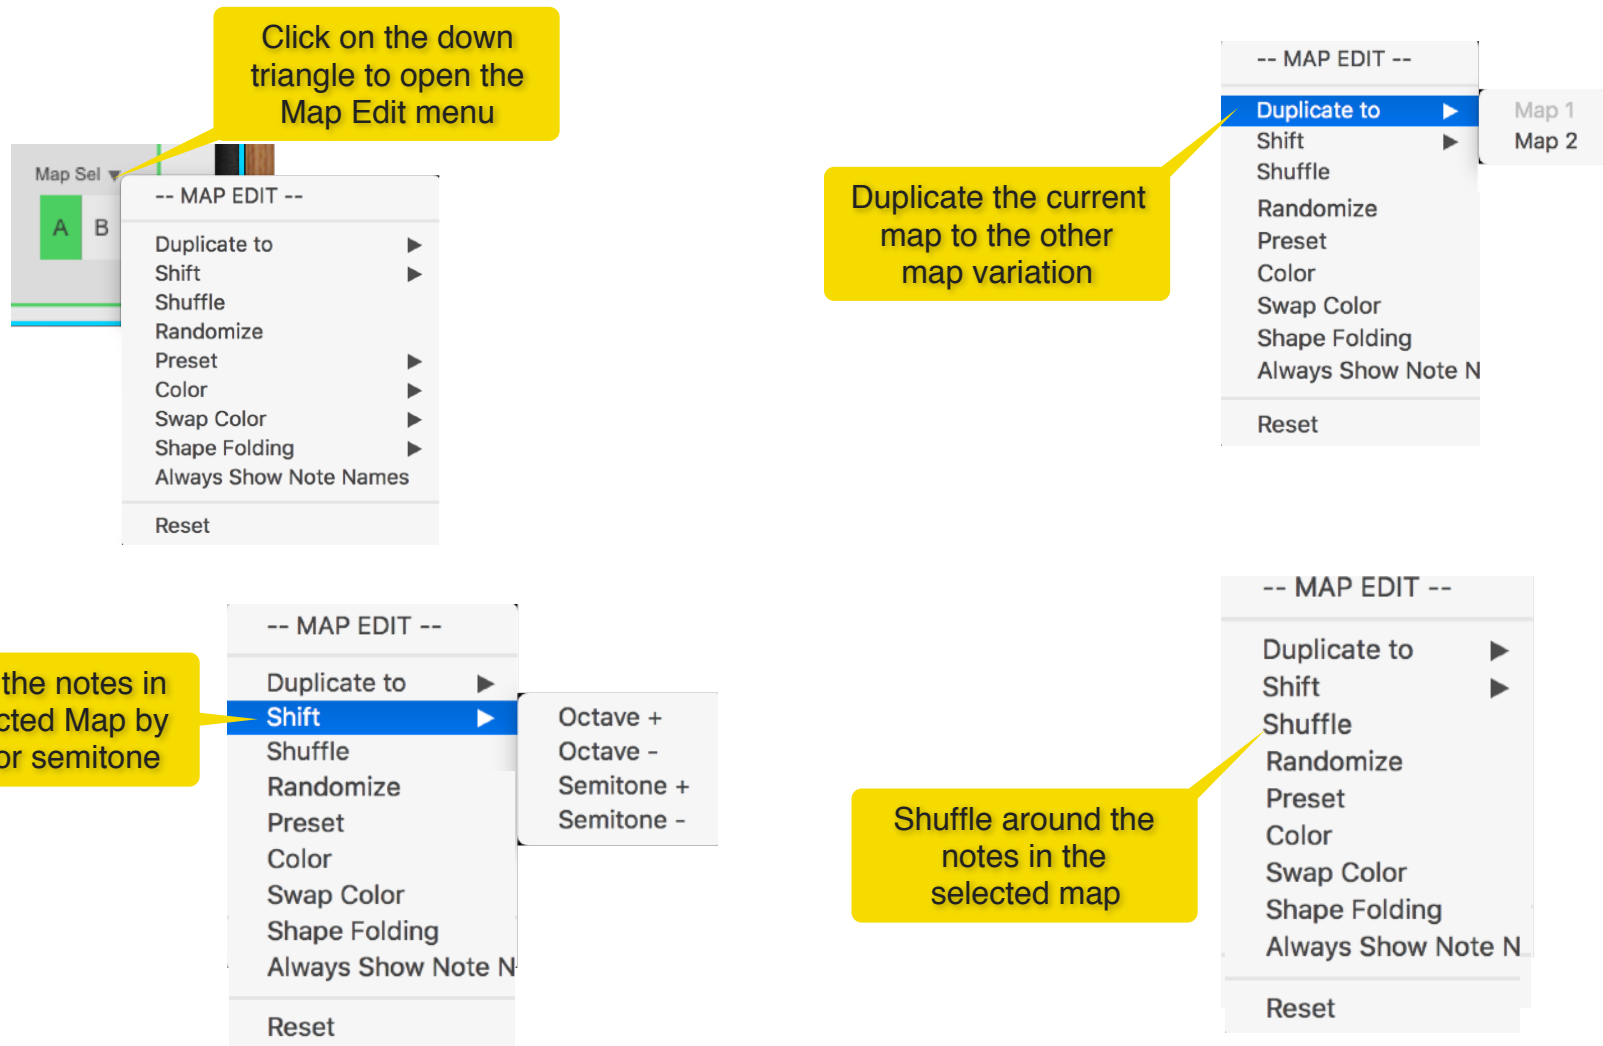 Click on the down
triangle to open the
Map Edit menu
Map Sel
A B
-- MAP EDIT --
Duplicate to
Shift
Shuffle
Randomize
Preset
Color
Swap Color
Shape Folding
Always Show Note Names
Reset
-- MAP EDIT --
Duplicate to
Shift
Shuffle
Randomize
Preset
Color
Swap Color
Shape Folding
Always Show Note N
Reset
Map 1
Map 2
Duplicate the current
map to the other
map variation
the notes in
cted Map by
or semitone
-- MAP EDIT --
Duplicate to
Shift
Shuffle
Randomize
Preset
Color
Swap Color
Shape Folding
Always Show Note N
Reset
Octave +
Octave -
Semitone +
Semitone -
-- MAP EDIT --
Duplicate to
Shift
Shuffle
Randomize
Preset
Color
Swap Color
Shape Folding
Always Show Note N
Reset
Shuffle around the
notes in the
selected map